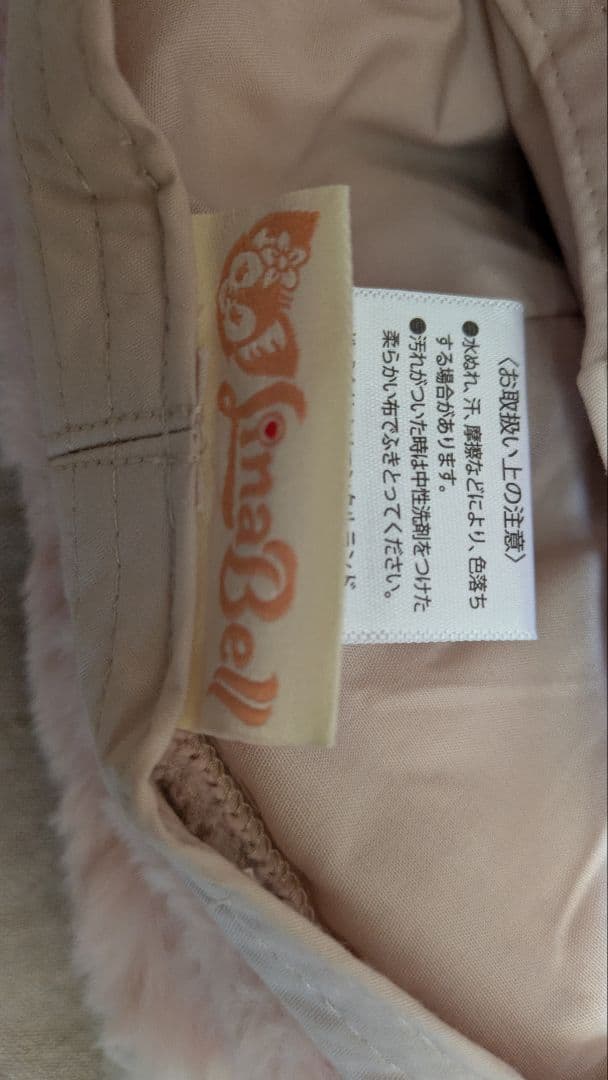 LinaBell
〈お取扱い上の注意〉
●水ぬれ、汗、摩擦などにより、色落ち
する場合があります。
●汚れがついた時は中性洗剤をつけた
柔らかい布でふきとってください。